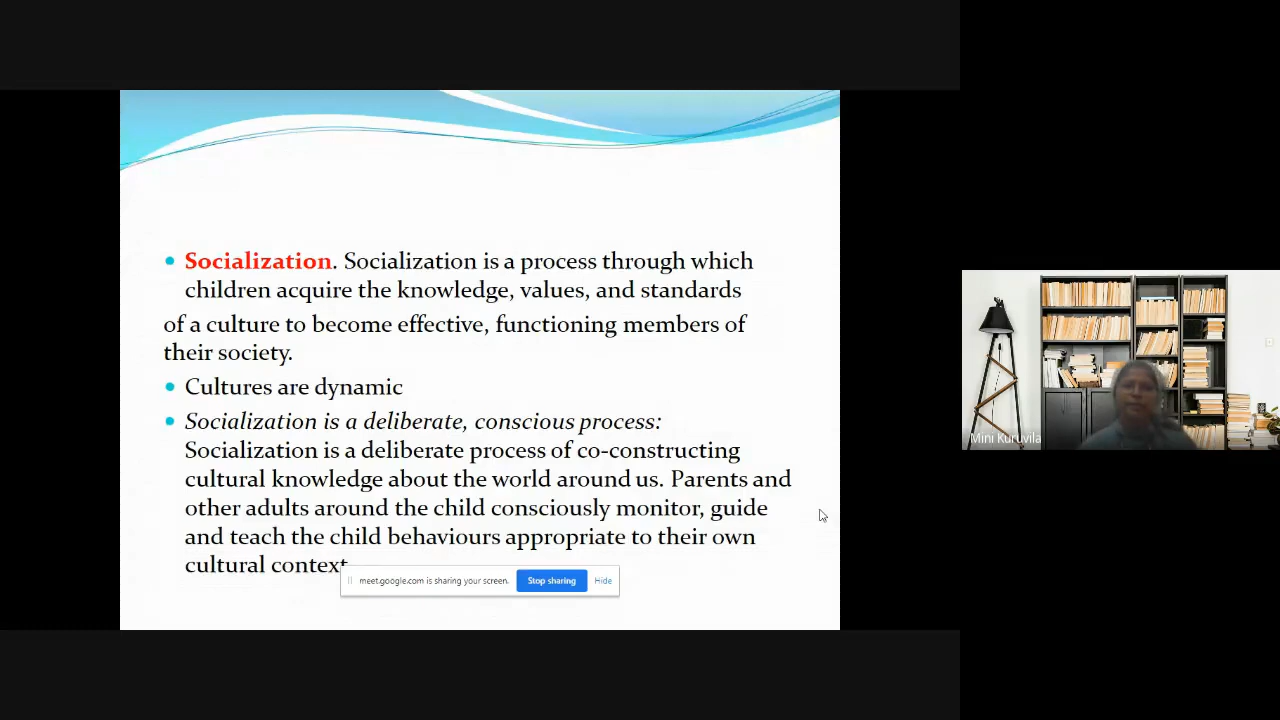 Socialization. Socialization is a process through which
children acquire the knowledge, values, and standards
of a culture to become effective, functioning members of
their society.
Cultures are dynamic
Socialization is a deliberate, conscious process:
Socialization is a deliberate process of co-constructing
cultural knowledge about the world around us. Parents and
other adults around the child consciously monitor, guide
and teach the child behaviours appropriate to their own
cultural context
meet.google.com is sharing your screen. Stop sharing Hide
Mini Kuruvila